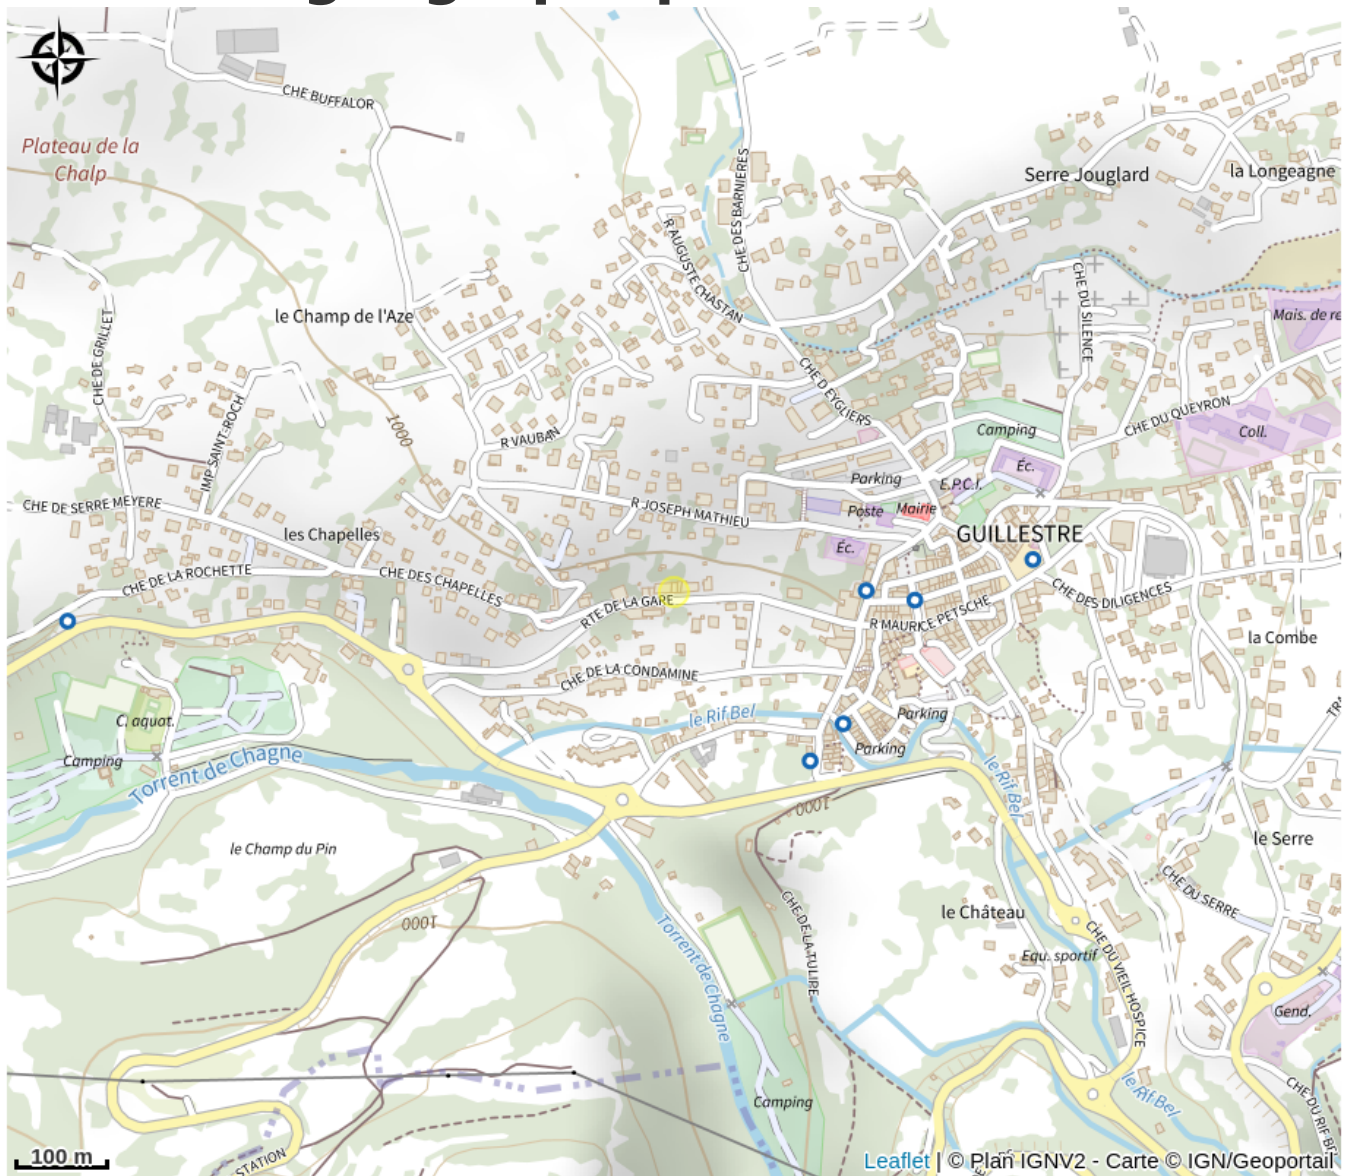 CHE BUFFALOR
Plateau de la
Chalp
CHE DES BARNIERES
Serre Jouglard
la Longeagne
R AUGUSTE CHASTAN
CHE DU SILENCE
le Champ de l'Aze
Mais. de re
CHE DE GRILLET
CHE D EYGLIERS
IMP SAINT-ROCH
1000
CHE DU QUEYRON
Camping
Coll.
R VAUBAN
Éc.
Parking
E.P.C.I.
CHE DE SERRE MEYERE
R JOSEPH MATHIEU
Poste
Mairie
les Chapelles
GUILLESTRE
Éc.
CHE DE LA ROCHETTE
CHE DES CHAPELLES
CHE DES DILIGENCES
RTE DE LA GARE
R MAURICE PETSCHE
la Combe
CHE DE LA CONDAMINE
le Rif Bel
Parking
TRA
C. aquat.
Parking
Camping
Torrent de Chagne
le Rif Bel
1000
le Champ du Pin
le Serre
CHE DU SERRE
1000
CHE DE LA TULIPE
le Château
Torrent de Chagne
Equ. sportif
CHE DU VIEIL HOSPICE
Gend.
Camping
le Rif Bel
CHE DU RIF BE
STATION
100 m
Leaflet | © Plan IGNV2 - Carte © IGN/Geoportail